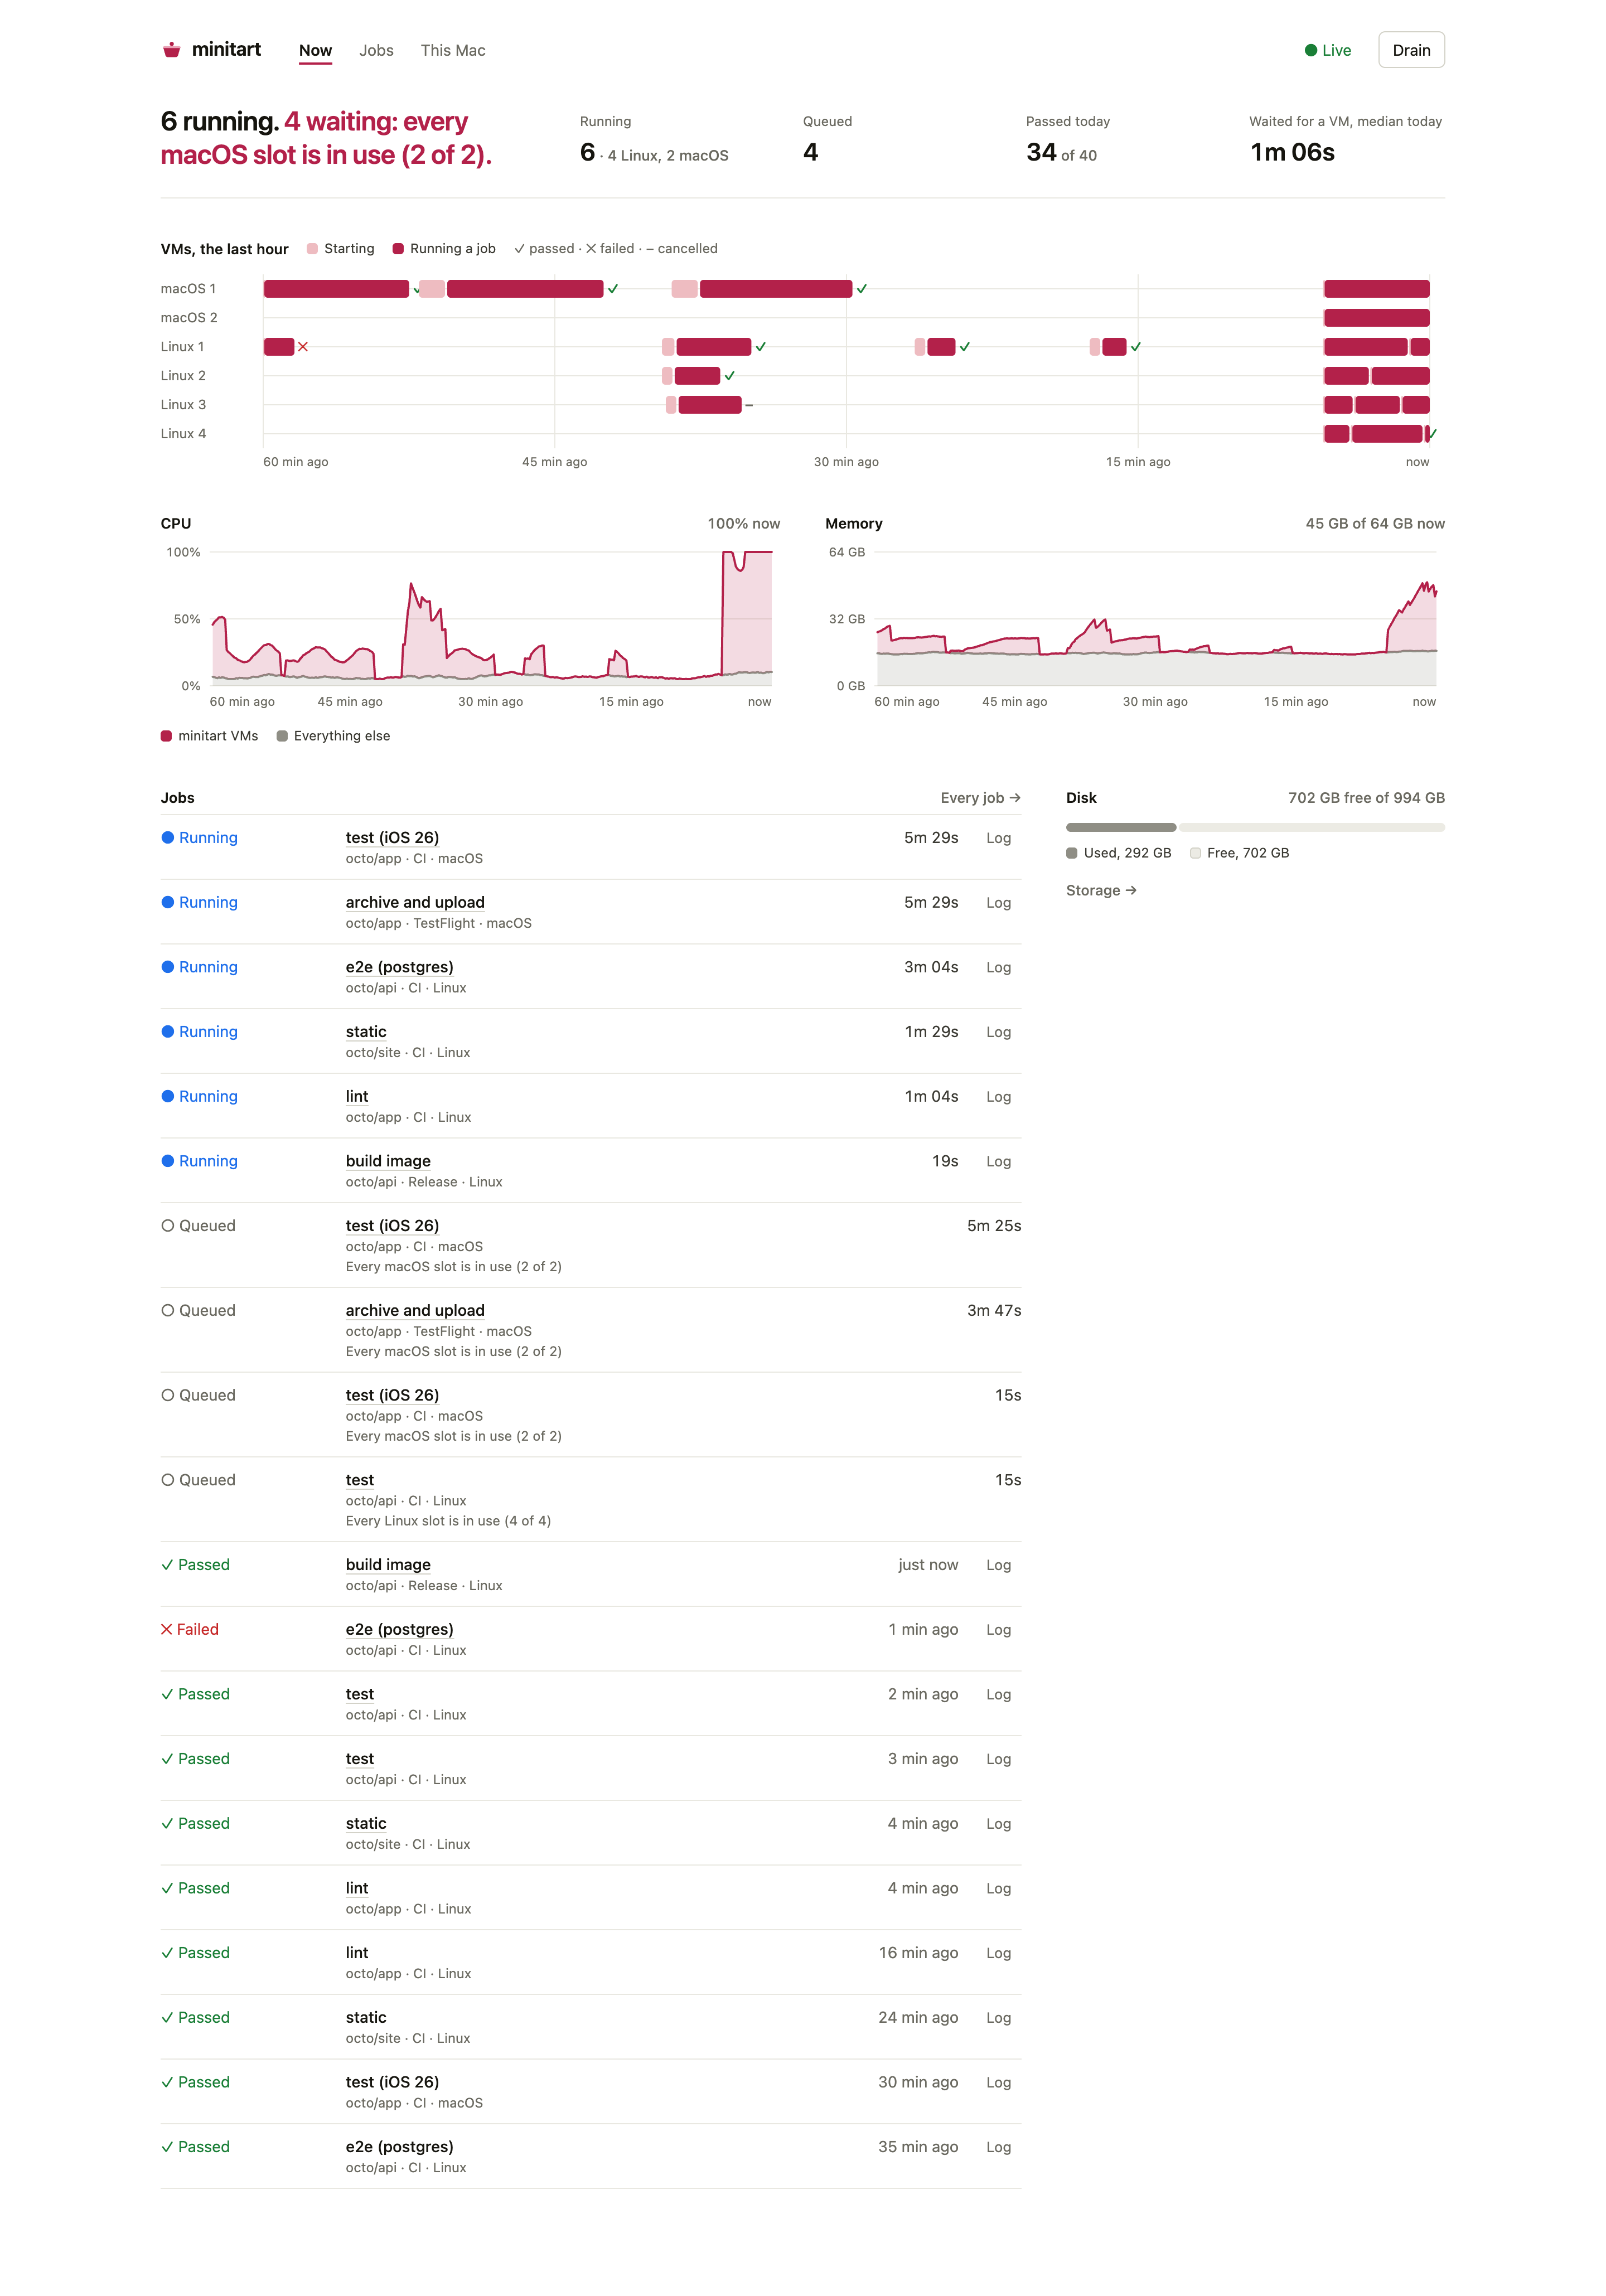 minitart
Now
Jobs
This Mac
Live
Drain
6 running. 4 waiting: every
macOS slot is in use (2 of 2).
Running
6 · 4 Linux, 2 macOS
Queued
4
Passed today
34 of 40
Waited for a VM, median today
1m 06s
VMs, the last hour
Starting
Running a job
✓ passed · ✕ failed · – cancelled
macOS 1
macOS 2
Linux 1
Linux 2
Linux 3
Linux 4
60 min ago
45 min ago
30 min ago
15 min ago
now
CPU
100% now
100%
50%
0%
60 min ago
45 min ago
30 min ago
15 min ago
now
minitart VMs
Everything else
Memory
45 GB of 64 GB now
64 GB
32 GB
0 GB
60 min ago
45 min ago
30 min ago
15 min ago
now
Jobs
Every job →
Running
test (iOS 26)
5m 29s
Log
octo/app · CI · macOS
Running
archive and upload
5m 29s
Log
octo/app · TestFlight · macOS
Running
e2e (postgres)
3m 04s
Log
octo/api · CI · Linux
Running
static
1m 29s
Log
octo/site · CI · Linux
Running
lint
1m 04s
Log
octo/app · CI · Linux
Running
build image
19s
Log
octo/api · Release · Linux
Queued
test (iOS 26)
5m 25s
octo/app · CI · macOS
Every macOS slot is in use (2 of 2)
Queued
archive and upload
3m 47s
octo/app · TestFlight · macOS
Every macOS slot is in use (2 of 2)
Queued
test (iOS 26)
15s
octo/app · CI · macOS
Every macOS slot is in use (2 of 2)
Queued
test
15s
octo/api · CI · Linux
Every Linux slot is in use (4 of 4)
Passed
build image
just now
Log
octo/api · Release · Linux
Failed
e2e (postgres)
1 min ago
Log
octo/api · CI · Linux
Passed
test
2 min ago
Log
octo/api · CI · Linux
Passed
test
3 min ago
Log
octo/api · CI · Linux
Passed
static
4 min ago
Log
octo/site · CI · Linux
Passed
lint
4 min ago
Log
octo/app · CI · Linux
Passed
lint
16 min ago
Log
octo/app · CI · Linux
Passed
static
24 min ago
Log
octo/site · CI · Linux
Passed
test (iOS 26)
30 min ago
Log
octo/app · CI · macOS
Passed
e2e (postgres)
35 min ago
Log
octo/api · CI · Linux
Disk
702 GB free of 994 GB
Used, 292 GB
Free, 702 GB
Storage →